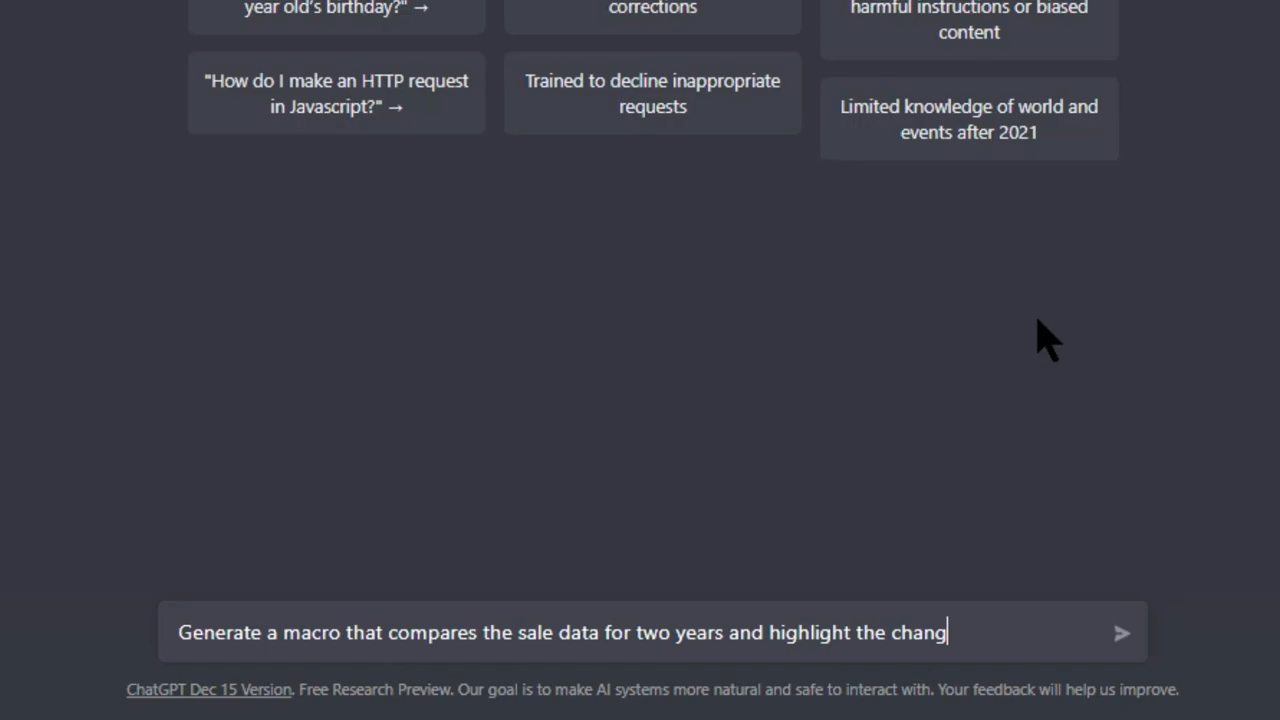 year old's birthday?" →
corrections
harmful instructions or biased
content
"How do I make an HTTP request
in Javascript?" →
Trained to decline inappropriate
requests
Limited knowledge of world and
events after 2021
Generate a macro that compares the sale data for two years and highlight the chang
ChatGPT Dec 15 Version. Free Research Preview. Our goal is to make AI systems more natural and safe to interact with. Your feedback will help us improve.